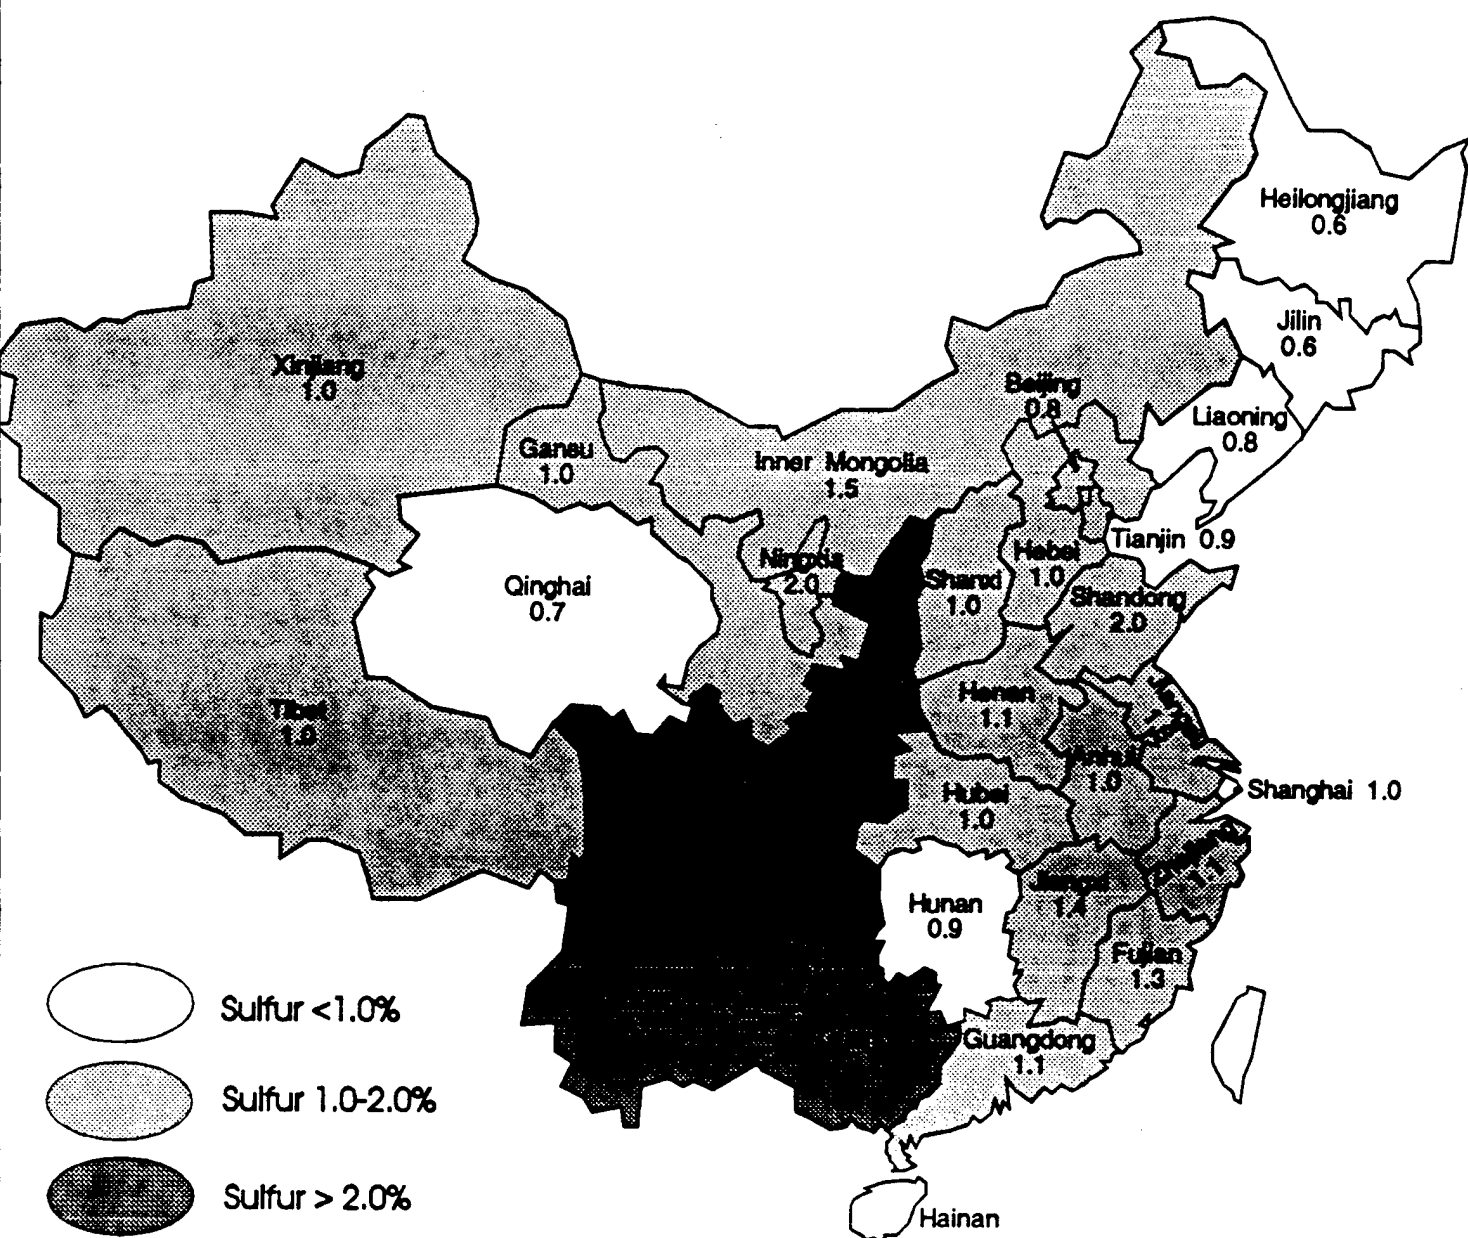 Heilongjiang
0.6
Jilin
0.6
Xinjiang
1.0
Beijing
0.8
Liaoning
0.8
Gansu
1.0
Inner Mongolia
1.5
Tianjin 0.9
Hebei
1.0
Ningxia
2.0
Shanxi
1.0
Qinghai
0.7
Shandong
2.0
Henan
1.1
Tibet
1.0
Anhui
1.0
Shanghai 1.0
Hubei
1.0
Jiangxi
1.4
1.1
Hunan
0.9
Fujian
1.3
Guangdong
1.1
Sulfur <1.0%
Sulfur 1.0-2.0%
Sulfur > 2.0%
Hainan